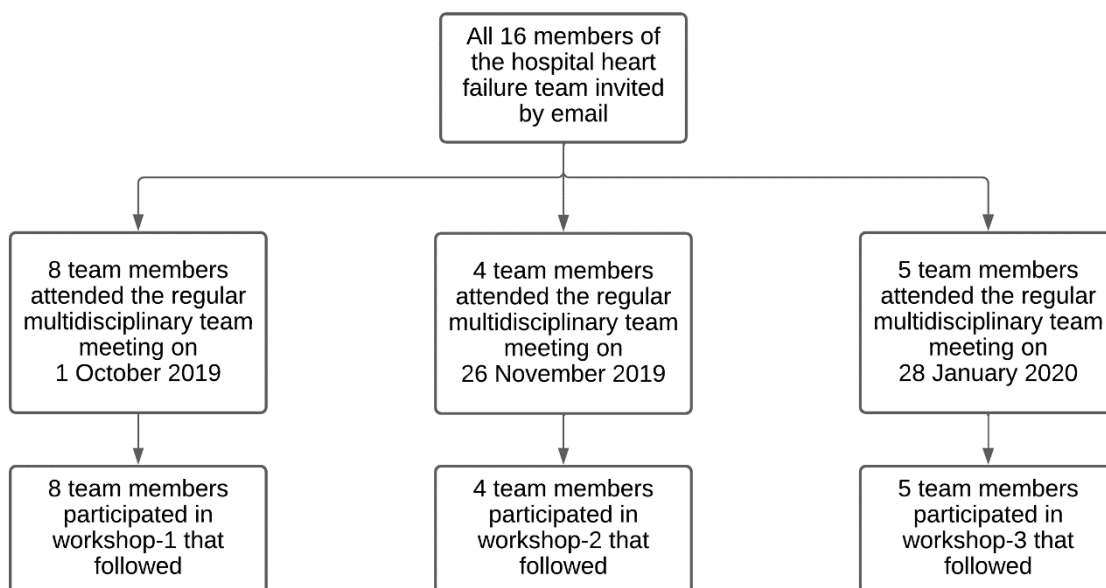 All 16 members of
the hospital heart
failure team invited
by email
8 team members
attended the regular
multidisciplinary team
meeting on
1 October 2019
4 team members
attended the regular
multidisciplinary team
meeting on
26 November 2019
5 team members
attended the regular
multidisciplinary team
meeting on
28 January 2020
8 team members
participated in
workshop-1 that
followed
4 team members
participated in
workshop-2 that
followed
5 team members
participated in
workshop-3 that
followed